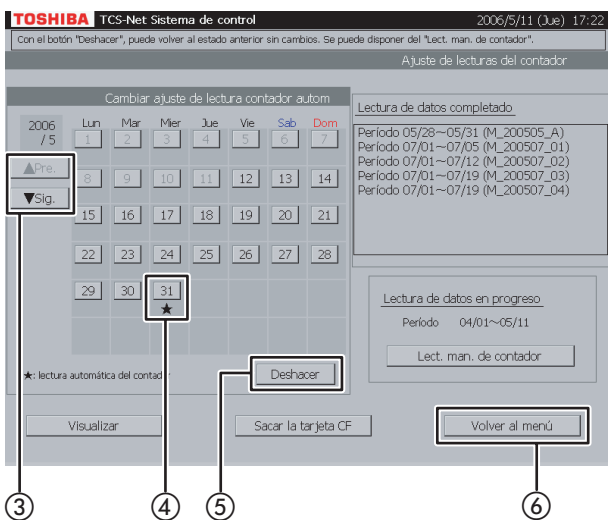 TOSHIBA TCS-Net Sistema de control 2006/5/11 (Jue) 17:22
Con el botón "Deshacer", puede volver al estado anterior sin cambios. Se puede disponer del "Lect. man. de contador".
Ajuste de lecturas del contador
Cambiar ajuste de lectura contador autom
2006
/ 5
Lun Mar Mier Jue Vie Sab Dom
1 2 3 4 5 6 7
▲Pre.
8 9 10 11 12 13 14
▼Sig.
15 16 17 18 19 20 21
22 23 24 25 26 27 28
29 30 31
★
★: lectura automática del contador
Deshacer
Lectura de datos completado
Período 05/28~05/31 (M_200505_A)
Período 07/01~07/05 (M_200507_01)
Período 07/01~07/12 (M_200507_02)
Período 07/01~07/19 (M_200507_03)
Período 07/01~07/19 (M_200507_04)
Lectura de datos en progreso
Período 04/01~05/11
Lect. man. de contador
Visualizar Sacar la tarjeta CF Volver al menú
③ ④ ⑤ ⑥